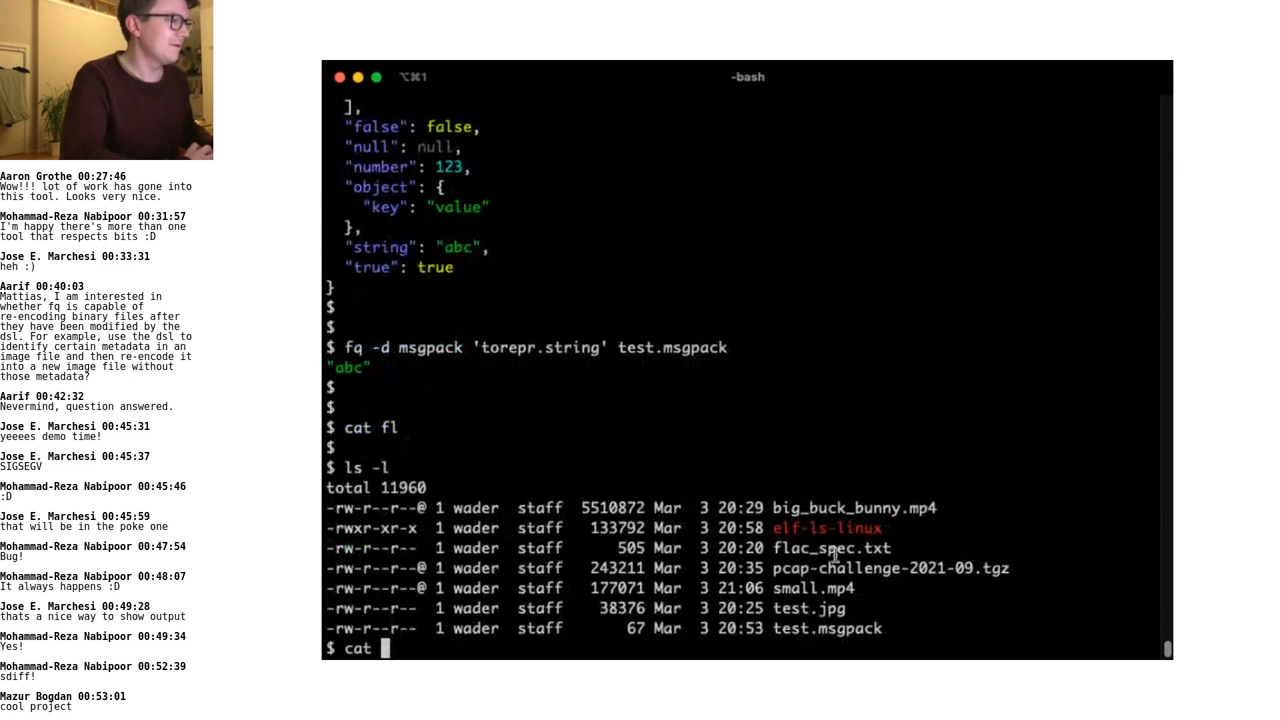 Aaron Grothe 00:27:46
Wow!!! lot of work has gone into
this tool. Looks very nice.
Mohammad-Reza Nabipoor 00:31:57
I'm happy there's more than one
tool that respects bits :D
Jose E. Marchesi 00:33:31
heh :)
Aarif 00:40:03
Mattias, I am interested in
whether fq is capable of
re-encoding binary files after
they have been modified by the
dsl. For example, use the dsl to
identify certain metadata in an
image file and then re-encode it
into a new image file without
those metadata?
Aarif 00:42:32
Nevermind, question answered.
Jose E. Marchesi 00:45:31
yeeees demo time!
Jose E. Marchesi 00:45:37
SIGSEGV
Mohammad-Reza Nabipoor 00:45:46
:D
Jose E. Marchesi 00:45:59
that will be in the poke one
Mohammad-Reza Nabipoor 00:47:54
Bug!
Mohammad-Reza Nabipoor 00:48:07
It always happens :D
Jose E. Marchesi 00:49:28
thats a nice way to show output
Mohammad-Reza Nabipoor 00:49:34
Yes!
Mohammad-Reza Nabipoor 00:52:39
sdiff!
Mazur Bogdan 00:53:01
cool project
⌥⌘1 -bash
],
"false": false,
"null": null,
"number": 123,
"object": {
"key": "value"
},
"string": "abc",
"true": true
}
$
$
$ fq -d msgpack 'torepr.string' test.msgpack
"abc"
$
$
$ cat fl
$
$ ls -l
total 11960
-rw-r--r--@ 1 wader staff 5510872 Mar 3 20:29 big_buck_bunny.mp4
-rwxr-xr-x 1 wader staff 133792 Mar 3 20:58 elf-ls-linux
-rw-r--r-- 1 wader staff 505 Mar 3 20:20 flac_spec.txt
-rw-r--r--@ 1 wader staff 243211 Mar 3 20:35 pcap-challenge-2021-09.tgz
-rw-r--r--@ 1 wader staff 177071 Mar 3 21:06 small.mp4
-rw-r--r-- 1 wader staff 38376 Mar 3 20:25 test.jpg
-rw-r--r-- 1 wader staff 67 Mar 3 20:53 test.msgpack
$ cat